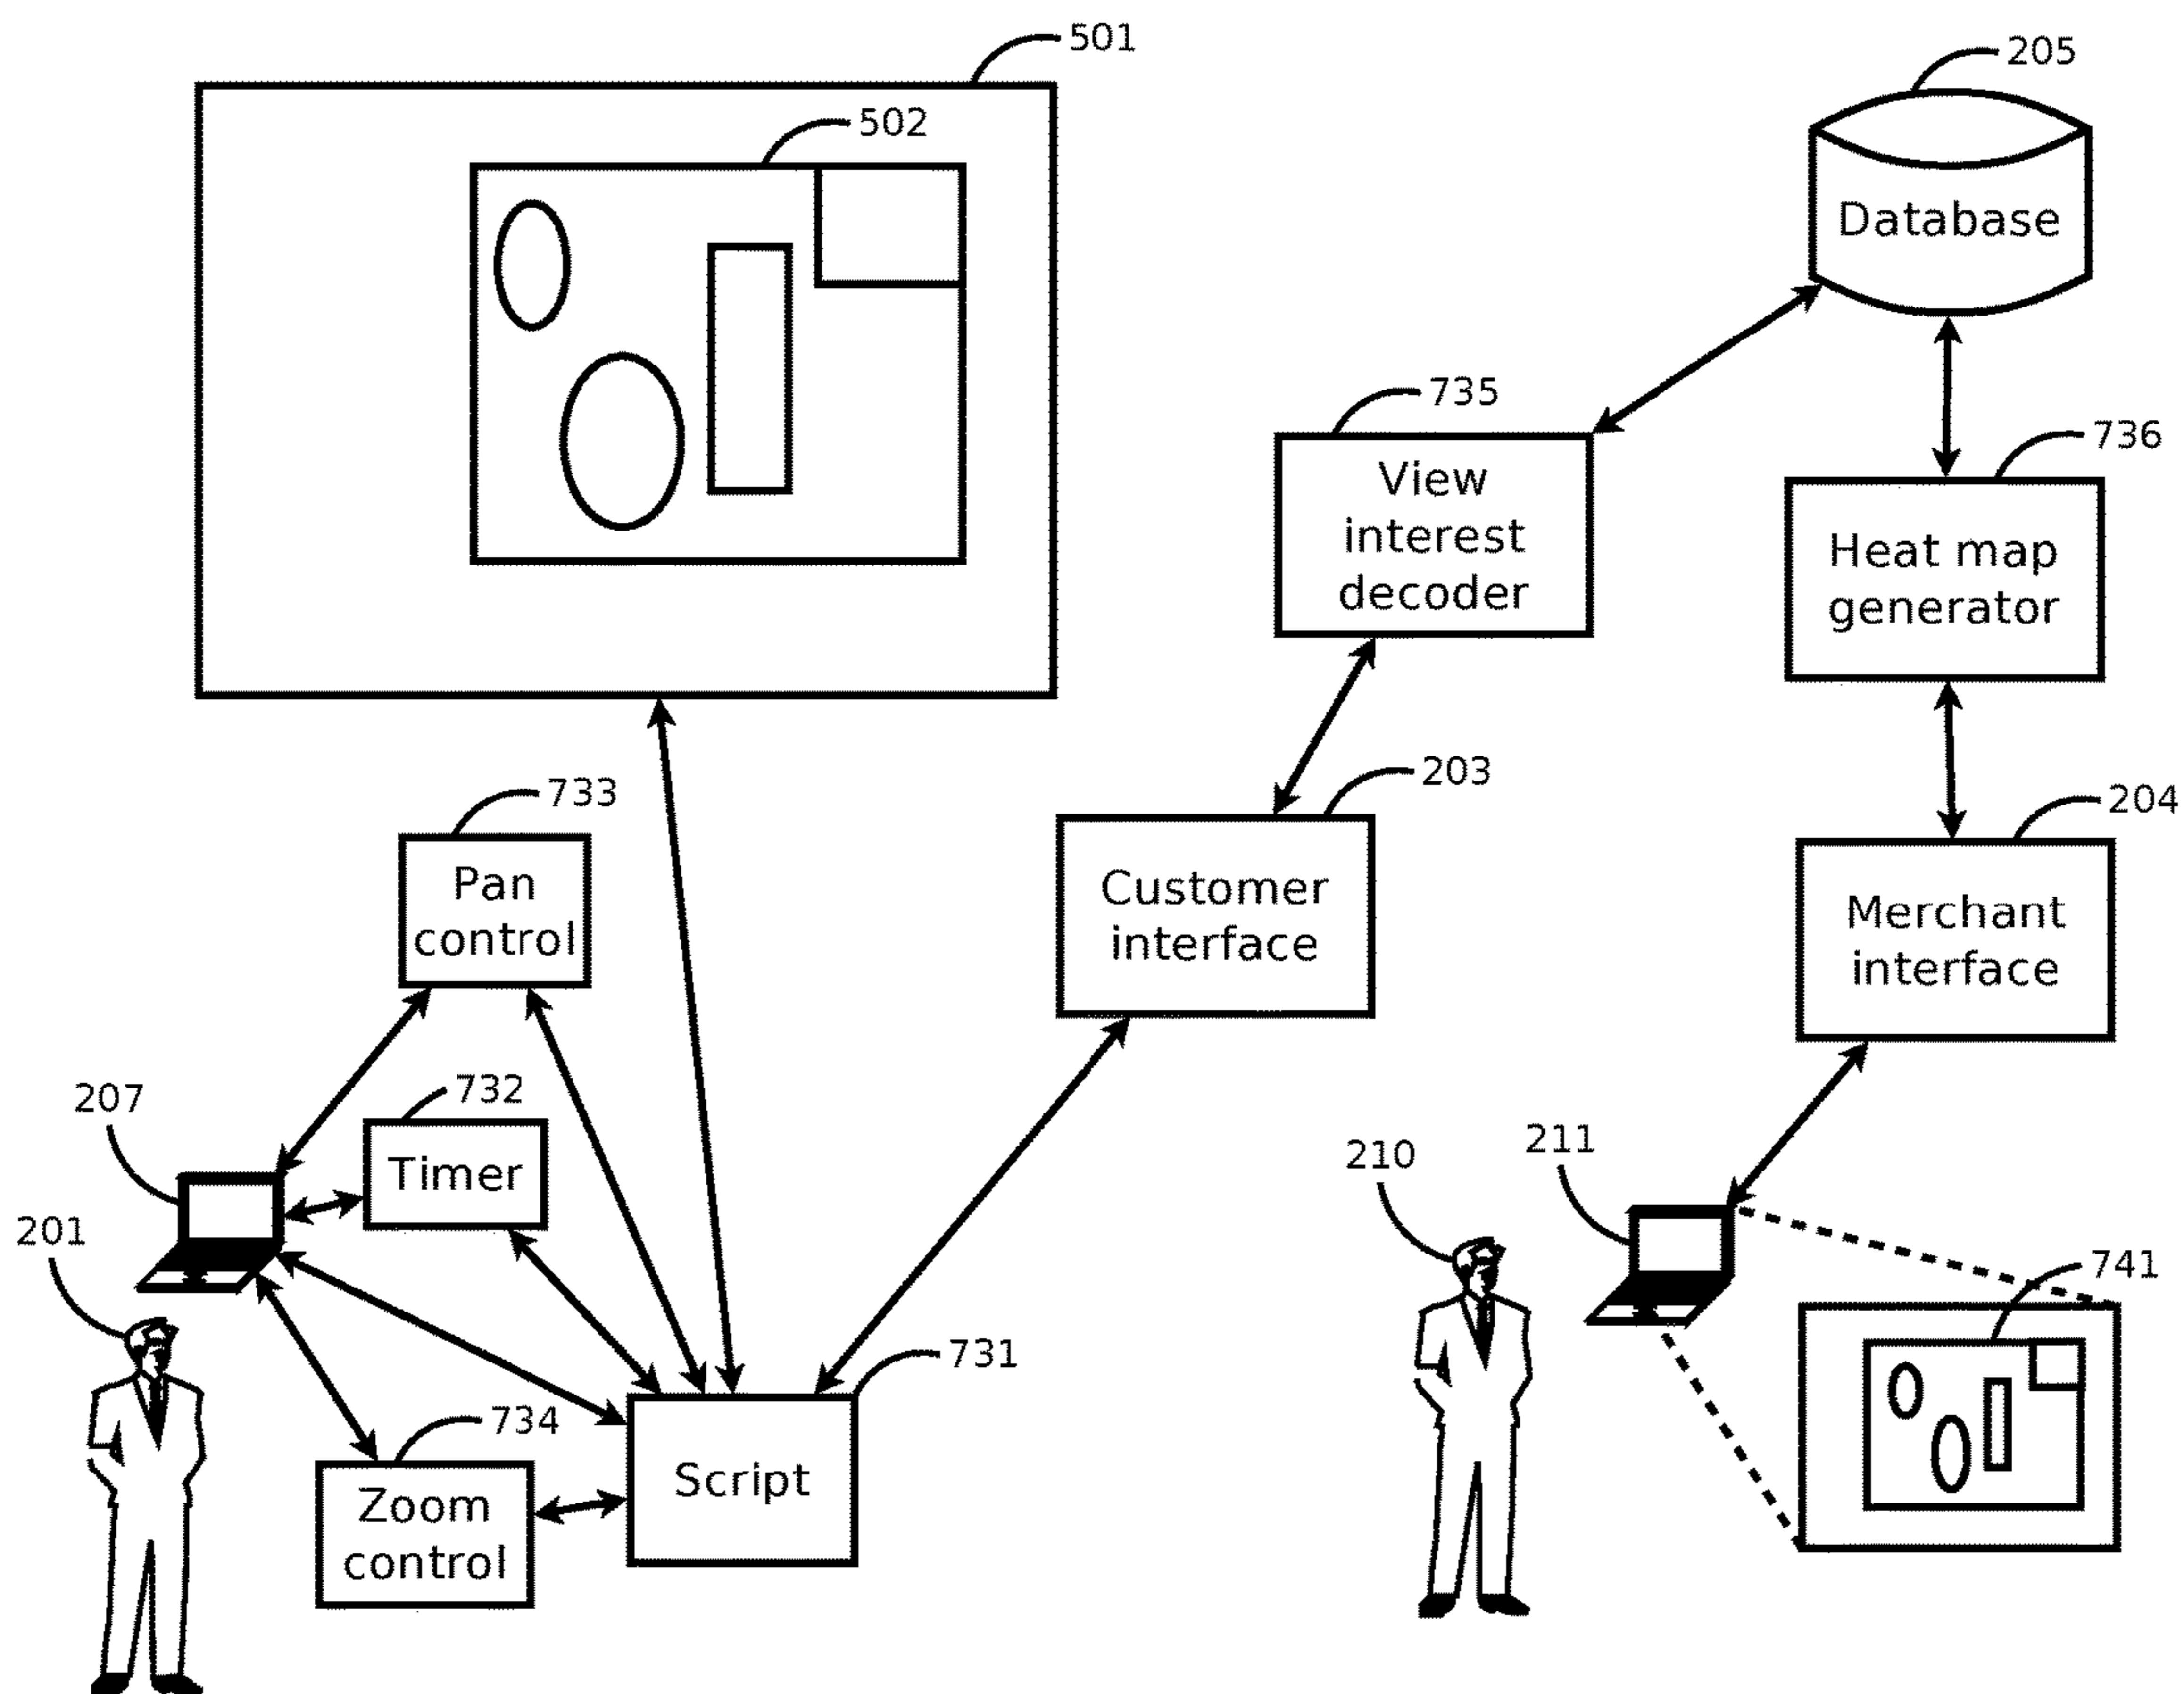 501
205
502
Database
735
736
View
interest
decoder
Heat map
generator
733
203
204
Pan
control
Customer
interface
Merchant
interface
207
732
Timer
210
211
201
741
731
734
Script
Zoom
control